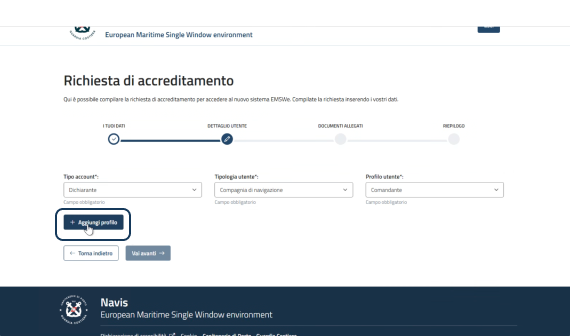 European Maritime Single Window environment
Richiesta di accreditamento
Qui è possibile compilare la richiesta di accreditamento per accedere al nuovo sistema EMSWe. Compilate la richiesta inserendo i vostri dati.
I TUOI DATI DETTAGLIO UTENTE DOCUMENTI ALLEGATI RIEPILOGO
Tipo account*: Tipologia utente*: Profilo utente*:
Dichiarante Compagnia di navigazione Comandante
Campo obbligatorio Campo obbligatorio Campo obbligatorio
+ Aggiungi profilo
← Torna indietro Vai avanti →
Navis
European Maritime Single Window environment